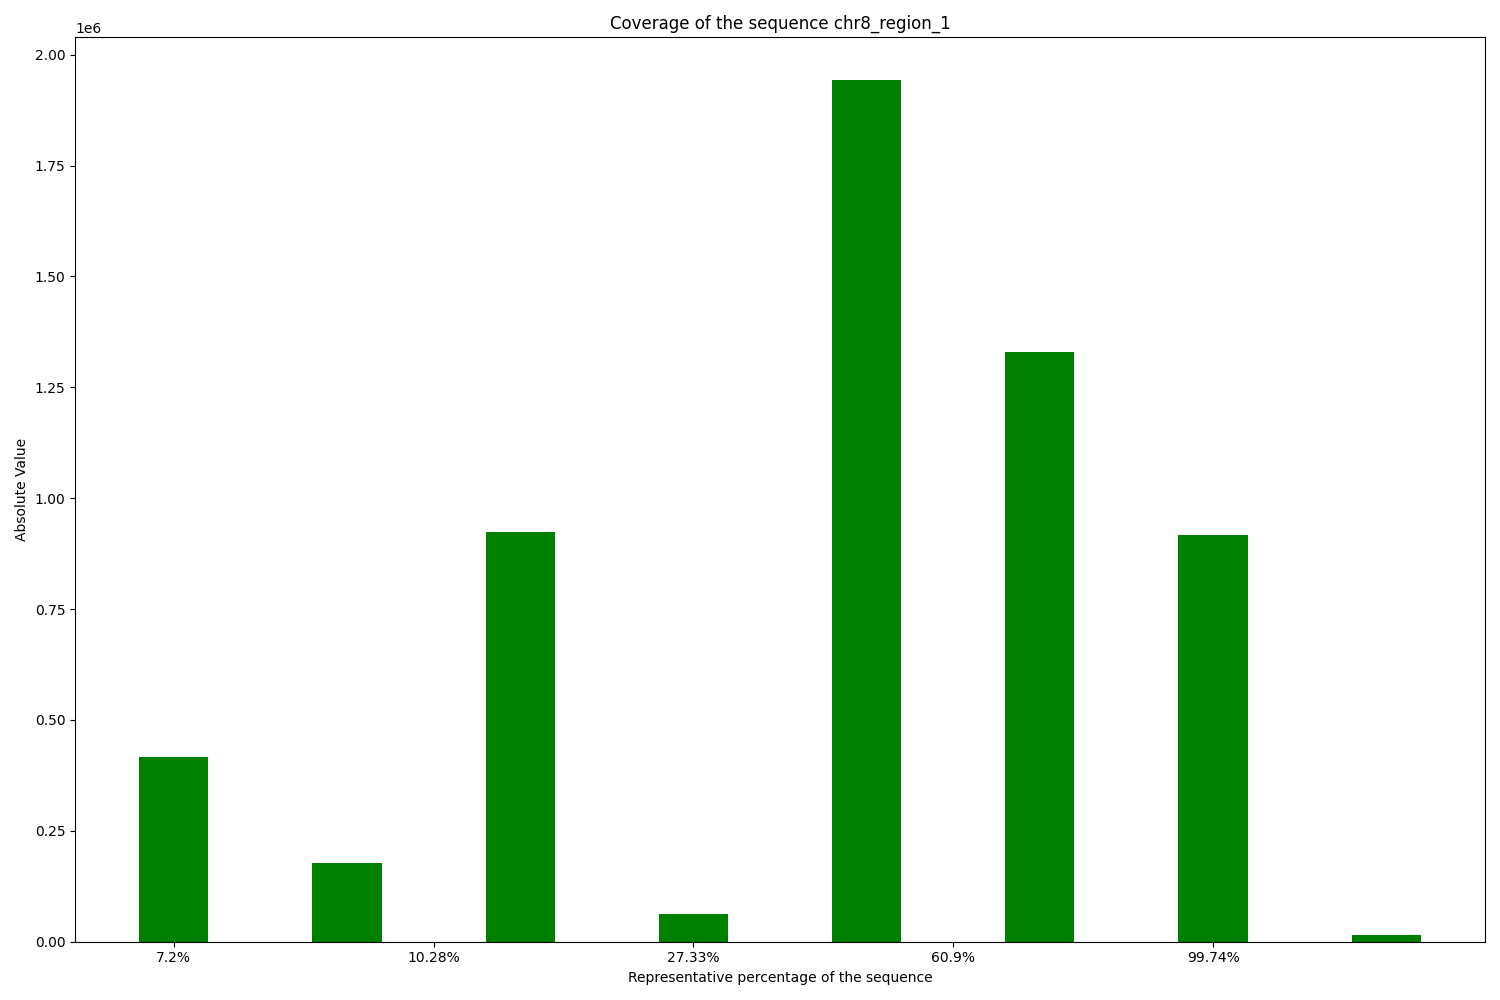 Coverage of the sequence chr8_region_1
1e6
2.00
1.75
1.50
1.25
1.00
0.75
0.50
0.25
0.00
Absolute Value
7.2% 10.28% 27.33% 60.9% 99.74%
Representative percentage of the sequence